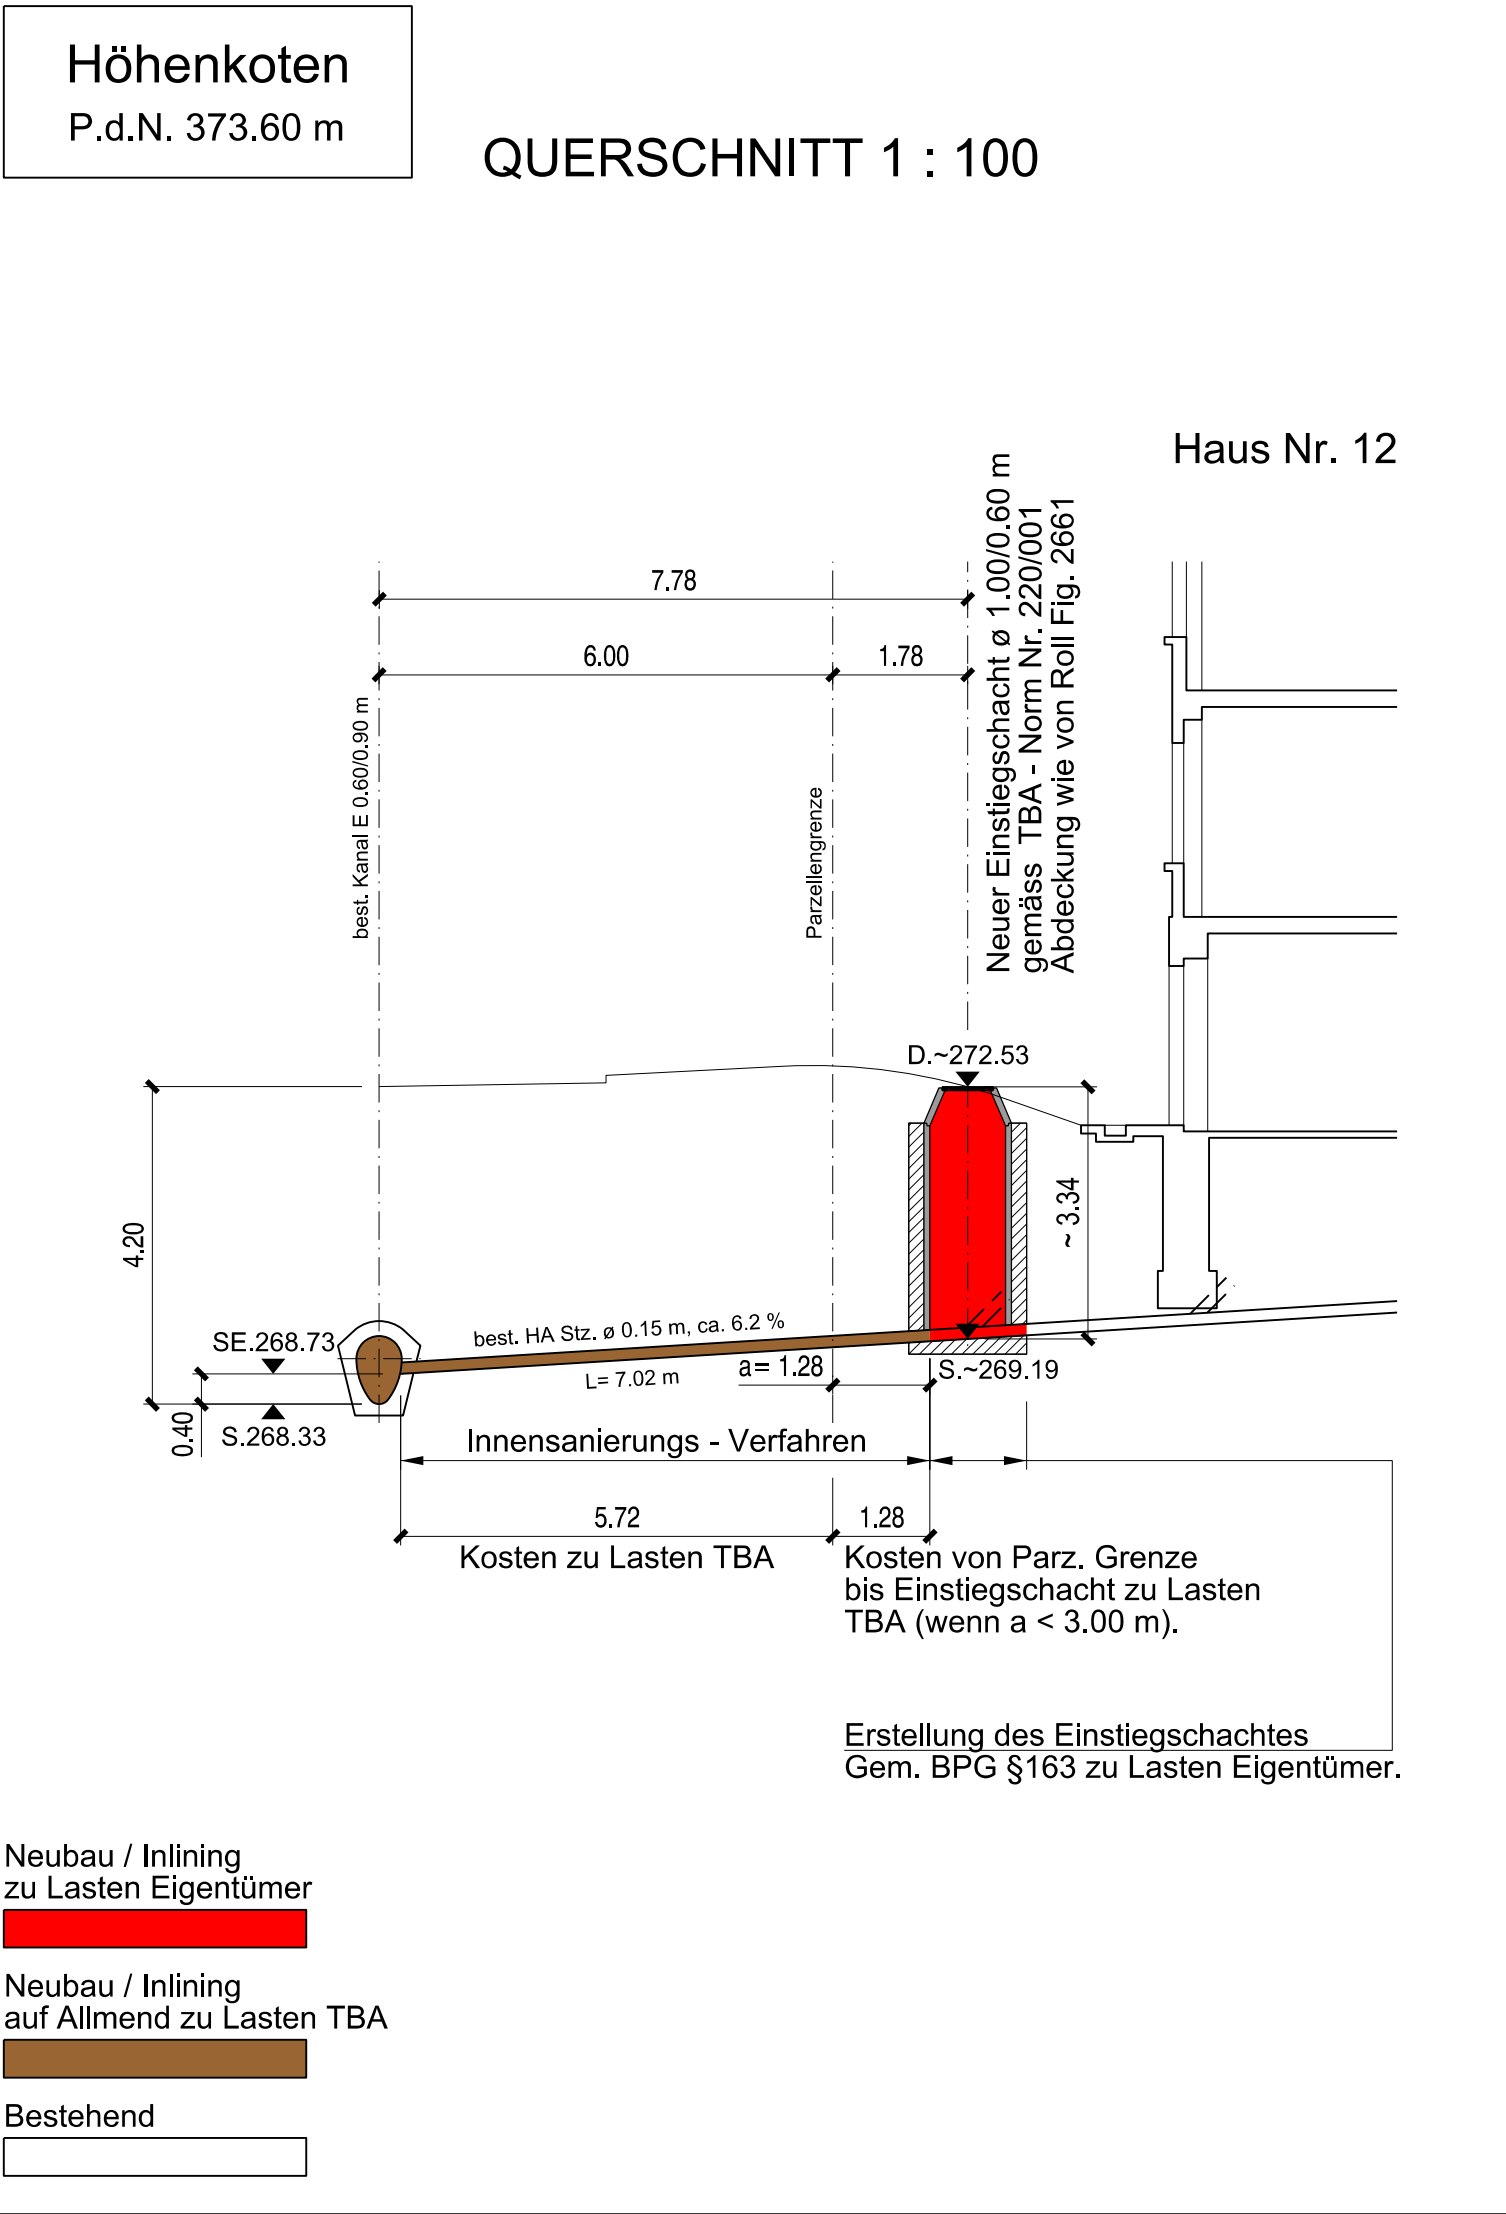 Höhenkoten
P.d.N. 373.60 m
QUERSCHNITT 1 : 100
Haus Nr. 12
Neuer Einstiegschacht ø 1.00/0.60 m
gemäss TBA - Norm Nr. 220/001
Abdeckung wie von Roll Fig. 2661
7.78
6.00
1.78
best. Kanal E 0.60/0.90 m
Parzellengrenze
D.~272.53
4.20
~ 3.34
SE.268.73
best. HA Stz. ø 0.15 m, ca. 6.2 %
L= 7.02 m
a= 1.28
S.~269.19
0.40
S.268.33
Innensanierungs - Verfahren
5.72
1.28
Kosten zu Lasten TBA
Kosten von Parz. Grenze
bis Einstiegschacht zu Lasten
TBA (wenn a < 3.00 m).
Erstellung des Einstiegschachtes
Gem. BPG §163 zu Lasten Eigentümer.
Neubau / Inlining
zu Lasten Eigentümer
Neubau / Inlining
auf Allmend zu Lasten TBA
Bestehend